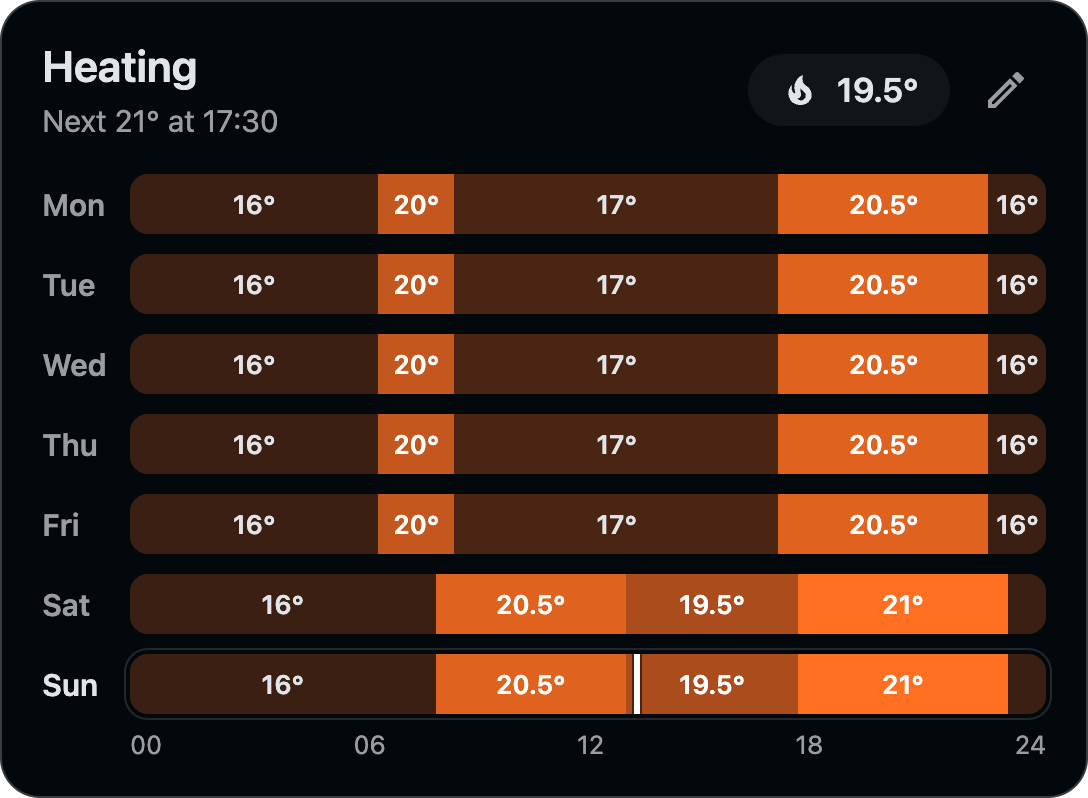 Heating
Next 21° at 17:30
19.5°
Mon 16° 20° 17° 20.5° 16°
Tue 16° 20° 17° 20.5° 16°
Wed 16° 20° 17° 20.5° 16°
Thu 16° 20° 17° 20.5° 16°
Fri 16° 20° 17° 20.5° 16°
Sat 16° 20.5° 19.5° 21°
Sun 16° 20.5° 19.5° 21°
00 06 12 18 24